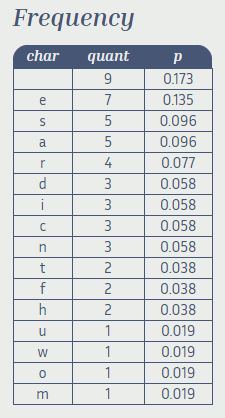 Frequency
char quant p
9 0.173
e 7 0.135
s 5 0.096
a 5 0.096
r 4 0.077
d 3 0.058
i 3 0.058
c 3 0.058
n 3 0.058
t 2 0.038
f 2 0.038
h 2 0.038
u 1 0.019
w 1 0.019
o 1 0.019
m 1 0.019